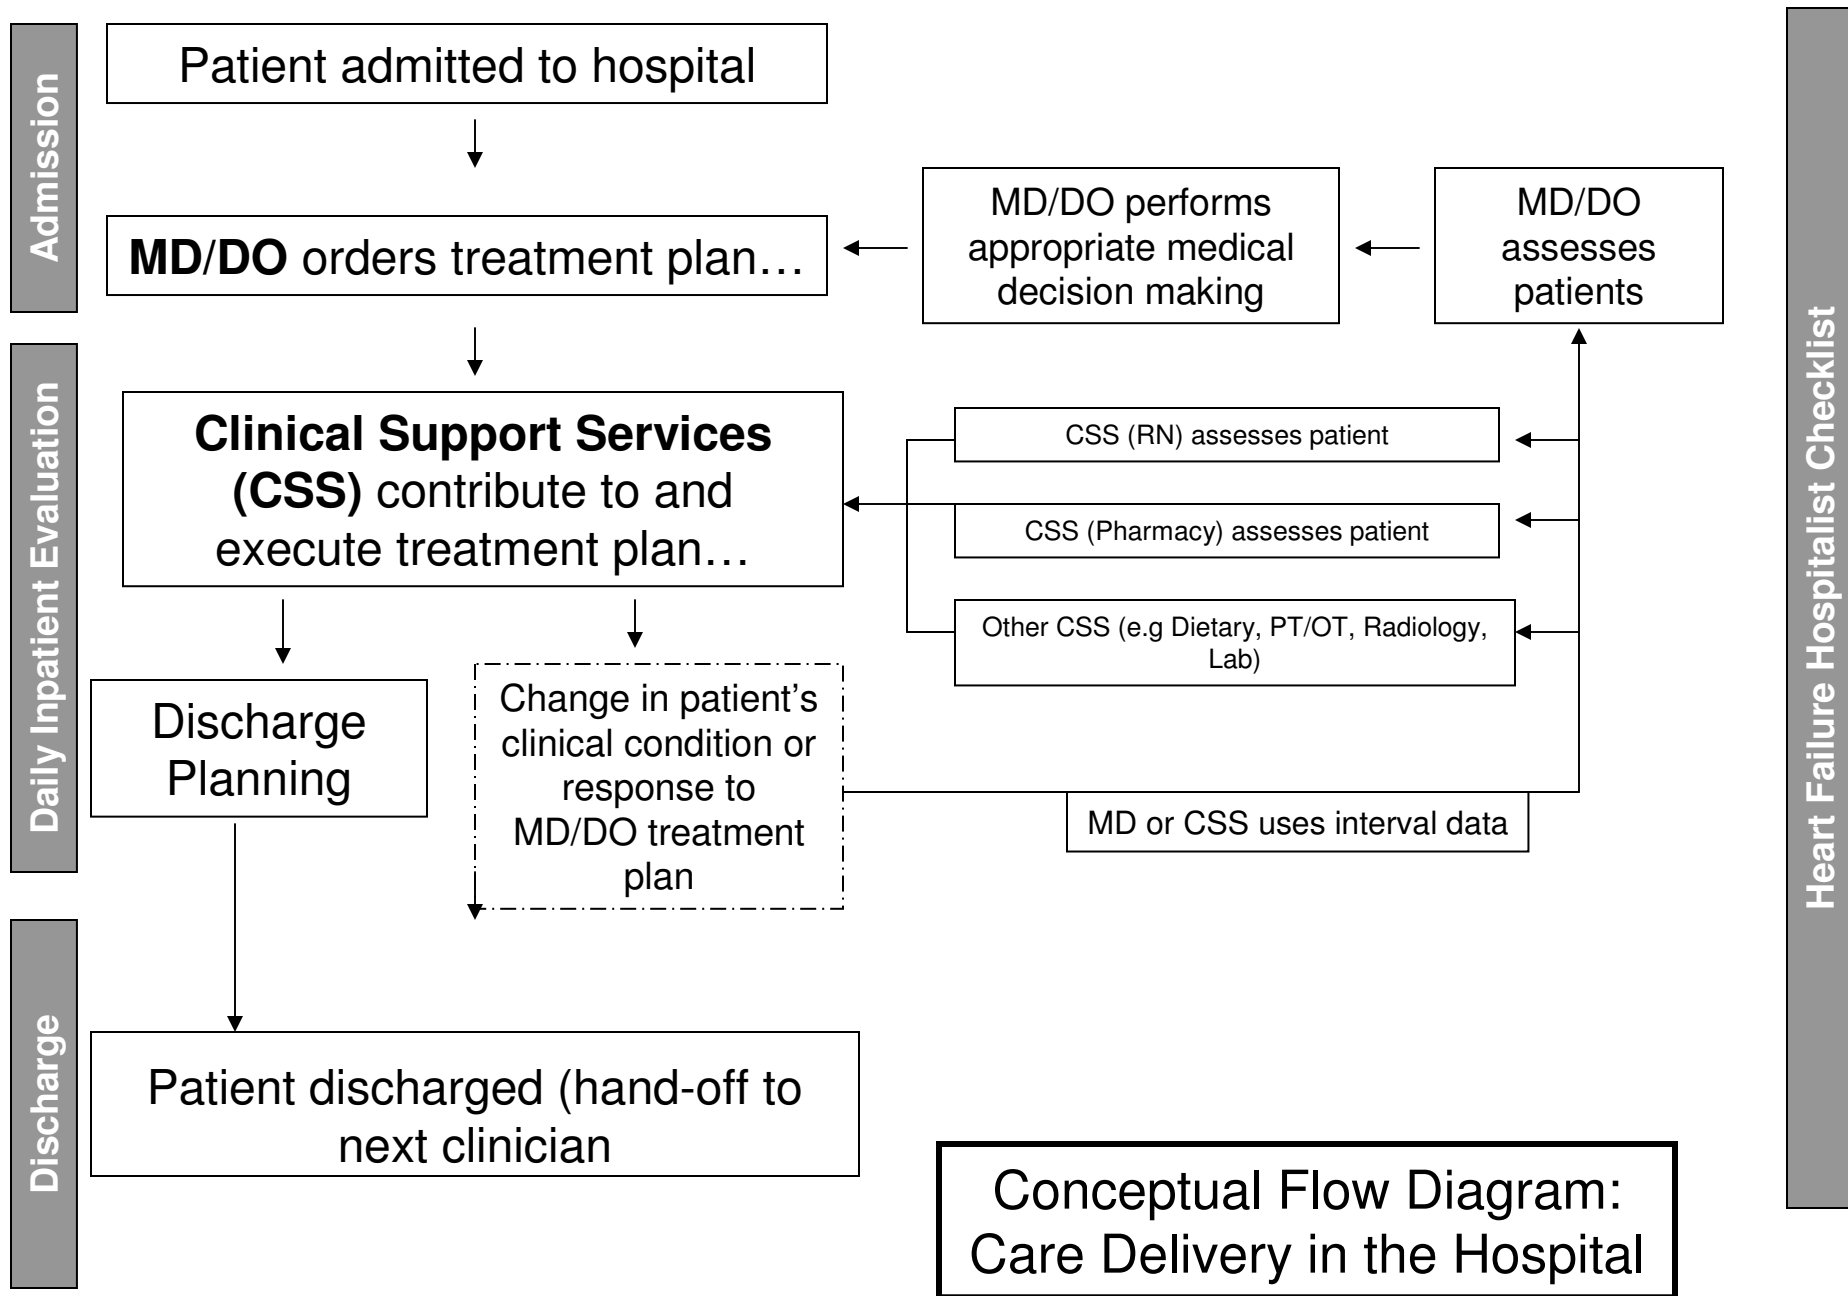 Admission
Patient admitted to hospital
MD/DO orders treatment plan…
MD/DO performs
appropriate medical
decision making
MD/DO
assesses
patients
Daily Inpatient Evaluation
Clinical Support Services
(CSS) contribute to and
execute treatment plan…
CSS (RN) assesses patient
CSS (Pharmacy) assesses patient
Other CSS (e.g Dietary, PT/OT, Radiology,
Lab)
Discharge
Planning
Change in patient’s
clinical condition or
response to
MD/DO treatment
plan
MD or CSS uses interval data
Discharge
Patient discharged (hand-off to
next clinician
Conceptual Flow Diagram:
Care Delivery in the Hospital
Heart Failure Hospitalist Checklist